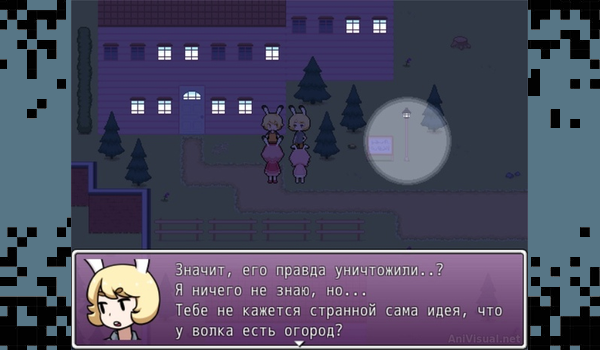 Значит, его правда уничтожили..?
Я ничего не знаю, но...
Тебе не кажется странной сама идея, что
у волка есть огород?
AniVisual.net